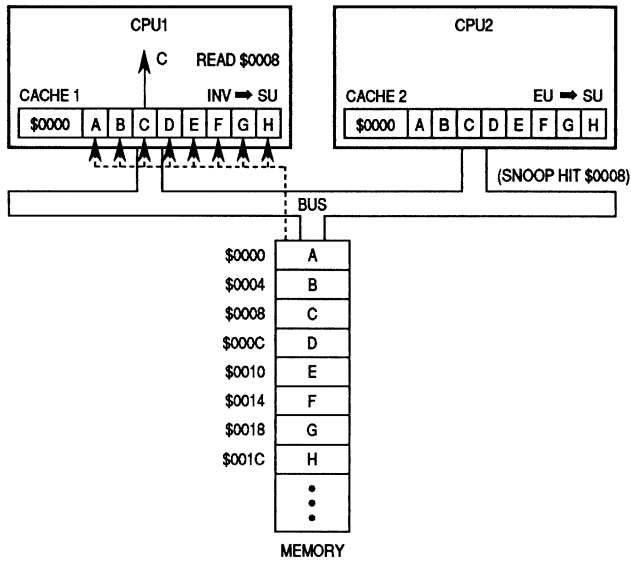 CPU1
C READ $0008
CACHE 1 INV ➡ SU
$0000 A B C D E F G H
CPU2
CACHE 2 EU ➡ SU
$0000 A B C D E F G H
(SNOOP HIT $0008)
BUS
$0000 A
$0004 B
$0008 C
$000C D
$0010 E
$0014 F
$0018 G
$001C H
MEMORY